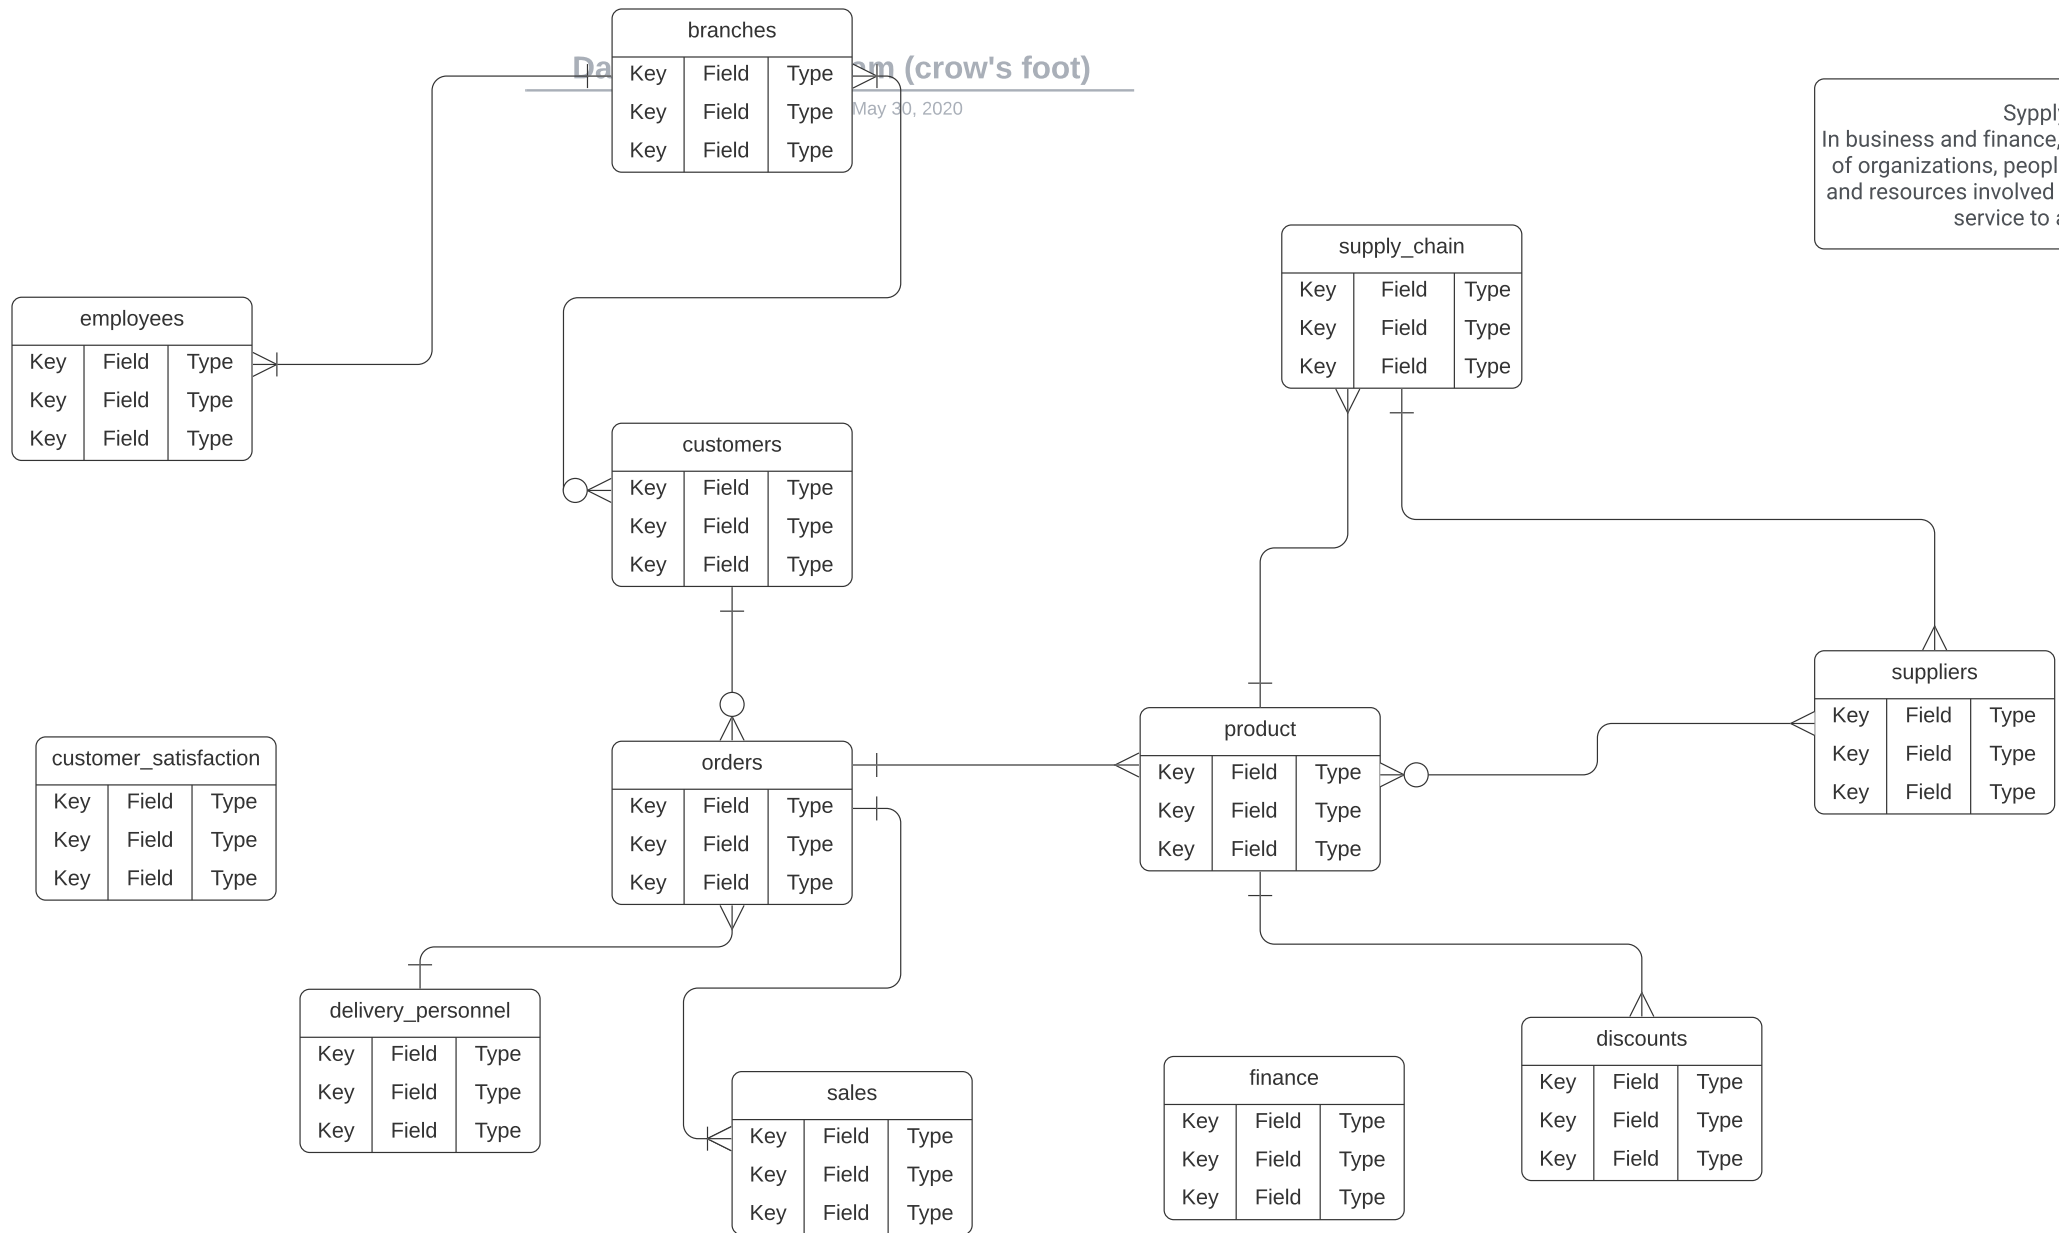 branches
Key Field Type
Key Field Type
Key Field Type
(crow's foot)
May 30, 2020
Sypply
In business and finance,
of organizations, peopl
and resources involved
service to a
supply_chain
Key Field Type
Key Field Type
Key Field Type
employees
Key Field Type
Key Field Type
Key Field Type
customers
Key Field Type
Key Field Type
Key Field Type
suppliers
Key Field Type
Key Field Type
Key Field Type
product
Key Field Type
Key Field Type
Key Field Type
customer_satisfaction
Key Field Type
Key Field Type
Key Field Type
orders
Key Field Type
Key Field Type
Key Field Type
delivery_personnel
Key Field Type
Key Field Type
Key Field Type
discounts
Key Field Type
Key Field Type
Key Field Type
finance
Key Field Type
Key Field Type
Key Field Type
sales
Key Field Type
Key Field Type
Key Field Type